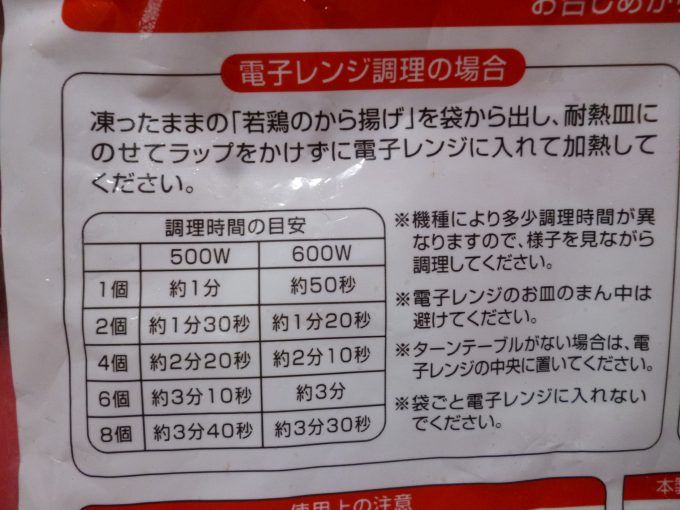 お召しあが
電子レンジ調理の場合
凍ったままの「若鶏のから揚げ」を袋から出し、耐熱皿に
のせてラップをかけずに電子レンジに入れて加熱して
ください。
調理時間の目安
500W 600W
1個 約1分 約50秒
2個 約1分30秒 約1分20秒
4個 約2分20秒 約2分10秒
6個 約3分10秒 約3分
8個 約3分40秒 約3分30秒
※機種により多少調理時間が異
なりますので、様子を見ながら
調理してください。
※電子レンジのお皿のまん中は
避けてください。
※ターンテーブルがない場合は、電
子レンジの中央に置いてください。
※袋ごと電子レンジに入れない
でください。
使用上の注意
本